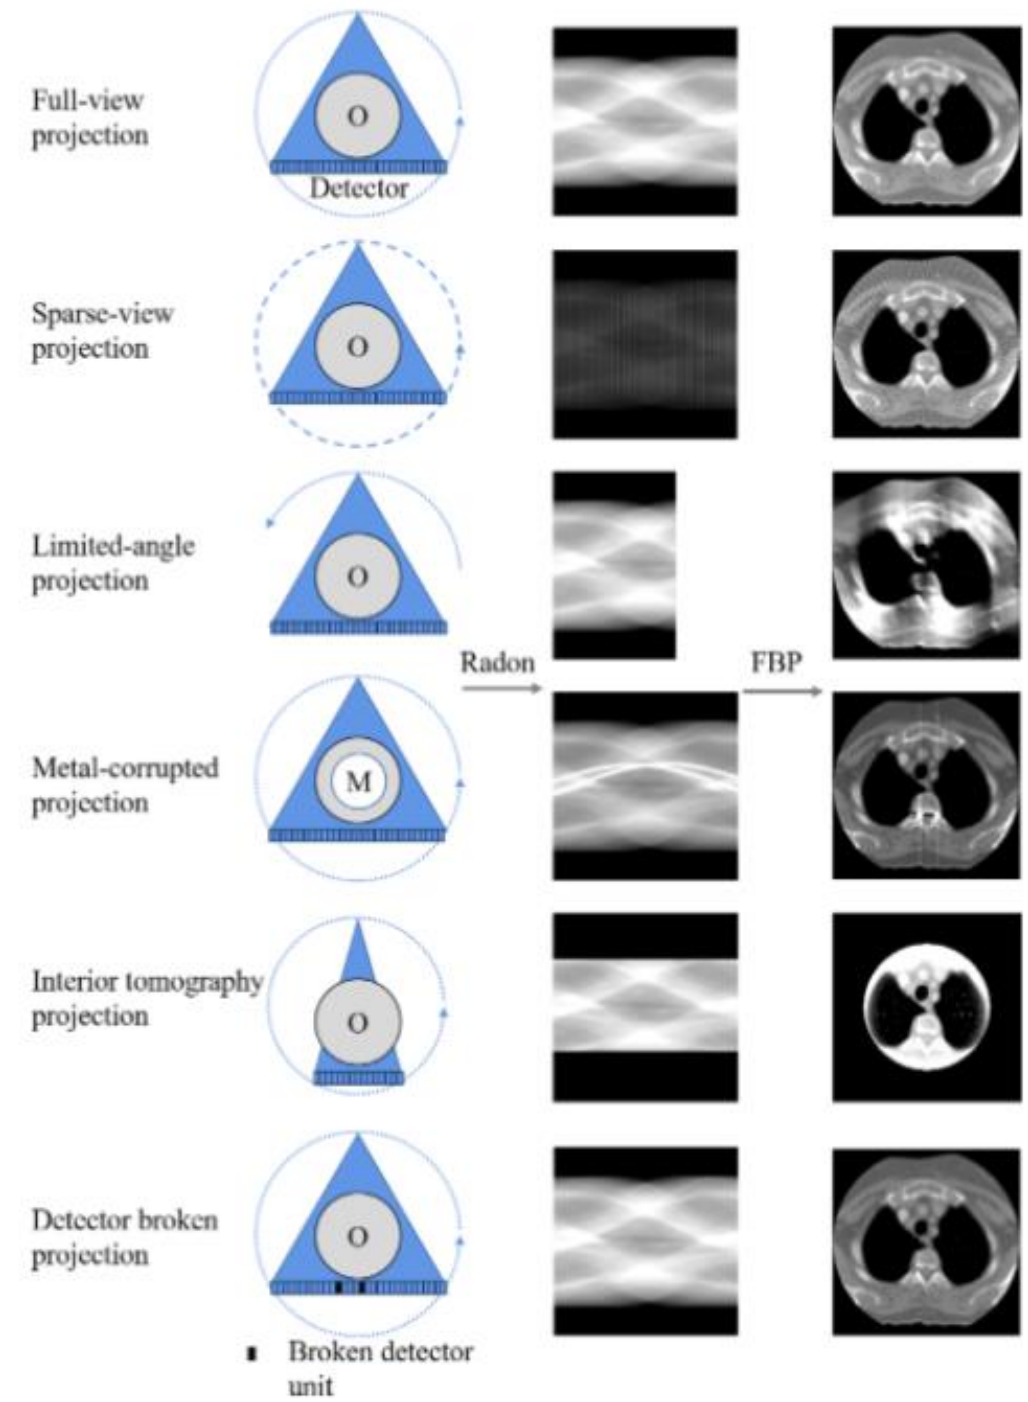 Full-view
projection
O
Detector
Sparse-view
projection
O
Limited-angle
projection
O
Radon
FBP
Metal-corrupted
projection
M
Interior tomography
projection
O
Detector broken
projection
O
Broken detector
unit